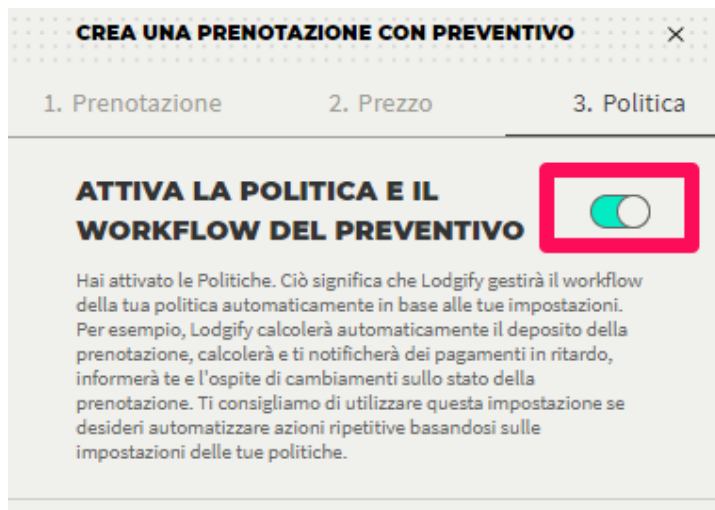 CREA UNA PRENOTAZIONE CON PREVENTIVO
1. Prenotazione 2. Prezzo 3. Politica
ATTIVA LA POLITICA E IL
WORKFLOW DEL PREVENTIVO
Hai attivato le Politiche. Ciò significa che Lodgify gestirà il workflow
della tua politica automaticamente in base alle tue impostazioni.
Per esempio, Lodgify calcolerà automaticamente il deposito della
prenotazione, calcolerà e ti notificherà dei pagamenti in ritardo,
informerà te e l'ospite di cambiamenti sullo stato della
prenotazione. Ti consigliamo di utilizzare questa impostazione se
desideri automatizzare azioni ripetitive basandosi sulle
impostazioni delle tue politiche.